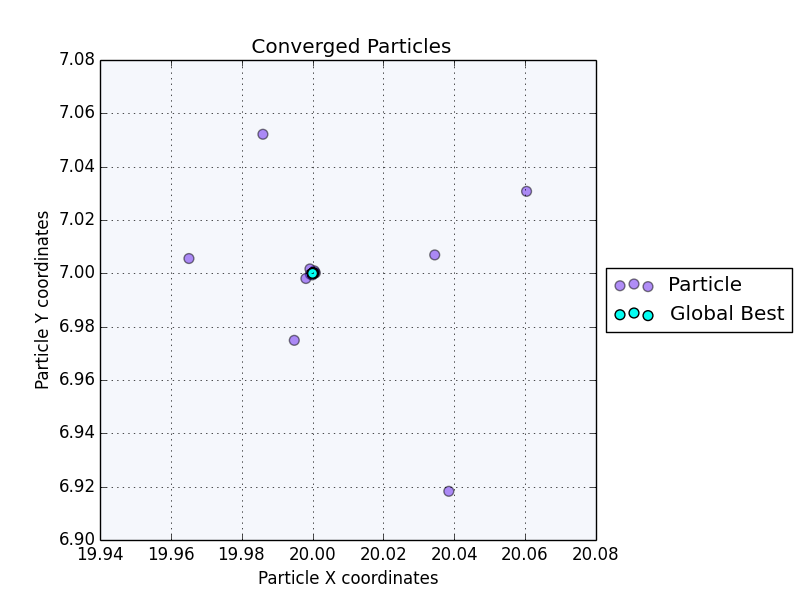 Converged Particles
7.08
7.06
7.04
7.02
7.00
6.98
6.96
6.94
6.92
6.90
Particle Y coordinates
19.94 19.96 19.98 20.00 20.02 20.04 20.06 20.08
Particle X coordinates
Particle
Global Best